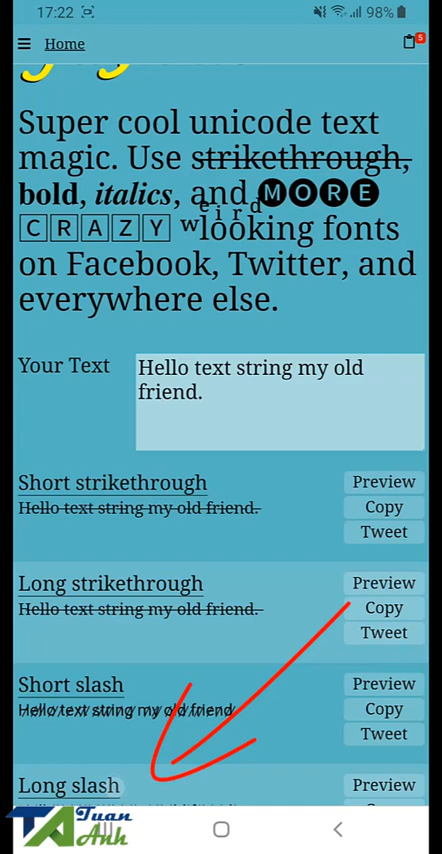 17:22 98%
Home 5
Super cool unicode text
magic. Use strikethrough,
bold, italics, and MORE
CRAZY weird looking fonts
on Facebook, Twitter, and
everywhere else.
Your Text
Hello text string my old
friend.
Short strikethrough
Hello text string my old friend.
Preview
Copy
Tweet
Long strikethrough
Hello text string my old friend.
Preview
Copy
Tweet
Short slash
Hello text string my old friend.
Preview
Copy
Tweet
Long slash
Preview
Tuan
Anh